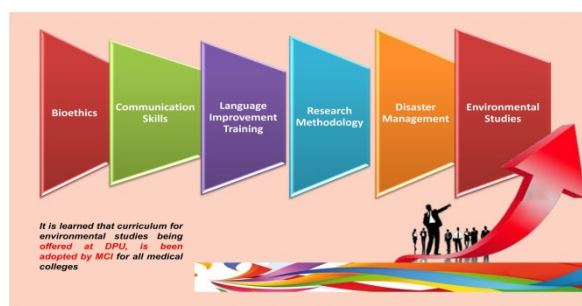 Bioethics
Communication
Skills
Language
Improvement
Training
Research
Methodology
Disaster
Management
Environmental
Studies
It is learned that curriculum for
environmental studies being
offered at DPU, is been
adopted by MCI for all medical
colleges